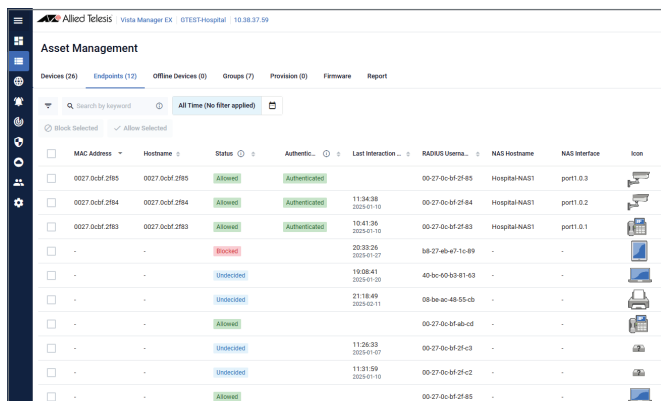 Allied Telesis Vista Manager EX GTEST-Hospital 10.38.37.59
Asset Management
Devices (26) Endpoints (12) Offline Devices (0) Groups (7) Provision (0) Firmware Report
Search by keyword All Time (No filter applied)
Block Selected Allow Selected
MAC Address Hostname Status Authentic... Last Interaction ... RADIUS Userna... NAS Hostname NAS Interface Icon
0027.0cbf.2f85 0027.0cbf.2f85 Allowed Authenticated 00-27-0c-bf-2f-85 Hospital-NAS1 port1.0.3
0027.0cbf.2f84 0027.0cbf.2f84 Allowed Authenticated 11:34:38 00-27-0c-bf-2f-84 Hospital-NAS1 port1.0.2
2025-01-10
0027.0cbf.2f83 0027.0cbf.2f83 Allowed Authenticated 10:41:36 00-27-0c-bf-2f-83 Hospital-NAS1 port1.0.1
2025-01-10
- - Blocked 20:33:26 b8-27-eb-e7-1c-89 - -
2025-01-27
- - Undecided 19:08:41 40-bc-60-b3-81-63 - -
2025-01-20
- - Undecided 21:18:49 08-be-ac-48-55-cb - -
2025-02-11
- - Allowed 00-27-0c-bf-ab-cd - -
- - Undecided 11:26:33 00-27-0c-bf-2f-c3 - -
2025-01-07
- - Undecided 11:31:59 00-27-0c-bf-2f-c2 - -
2025-01-10
- - Allowed 00-27-0c-bf-2f-85 - -